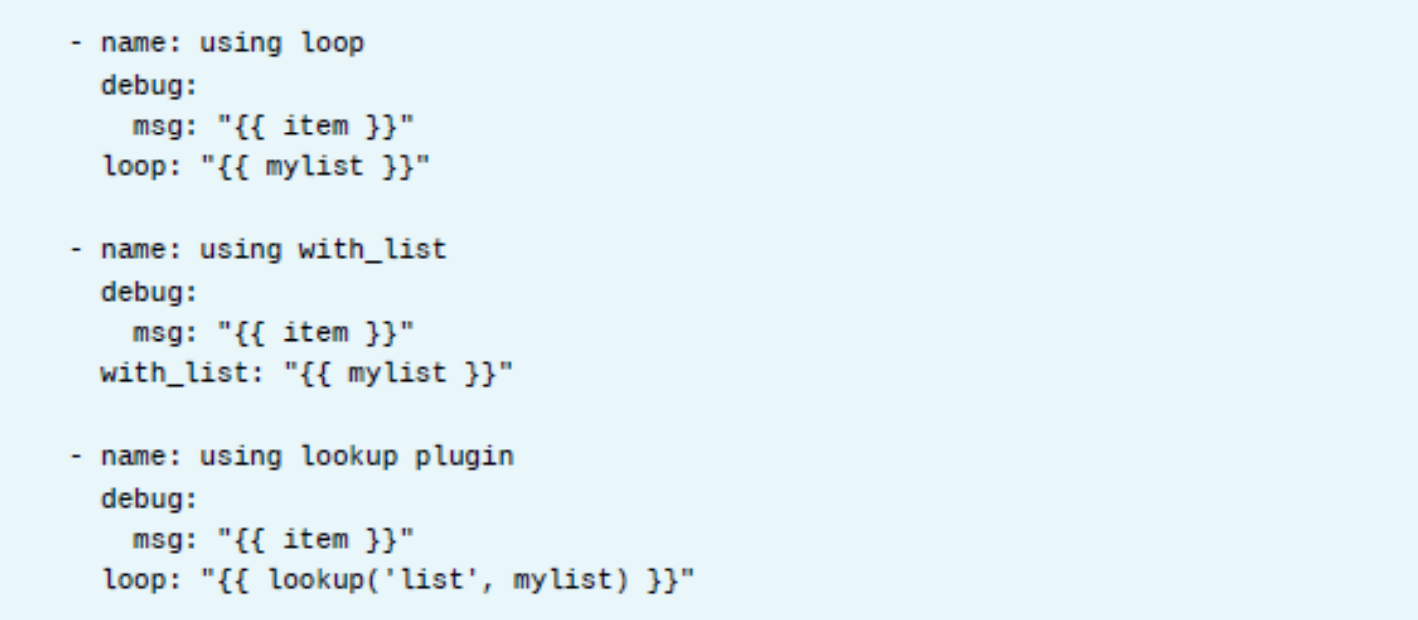 - name: using loop
  debug:
    msg: "{{ item }}"
  loop: "{{ mylist }}"

- name: using with_list
  debug:
    msg: "{{ item }}"
  with_list: "{{ mylist }}"

- name: using lookup plugin
  debug:
    msg: "{{ item }}"
  loop: "{{ lookup('list', mylist) }}"